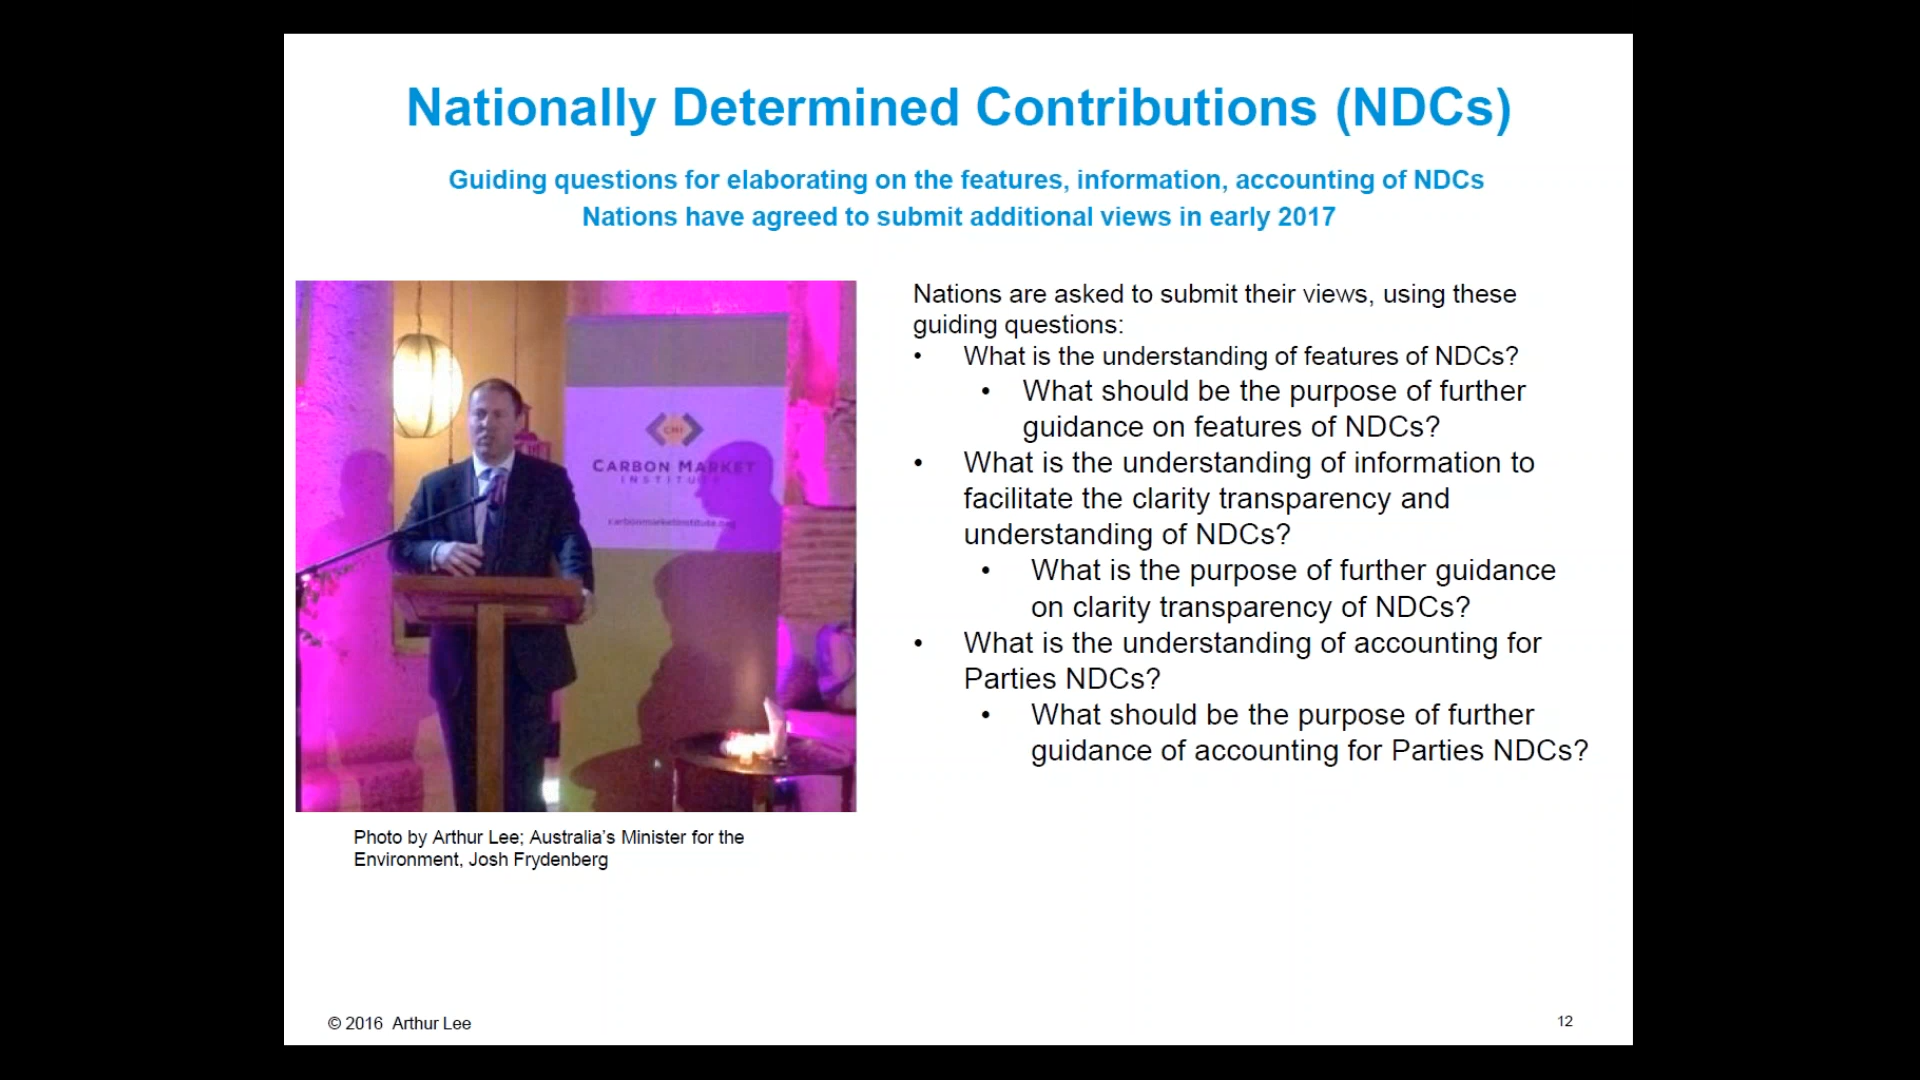 Nationally Determined Contributions (NDCs)
Guiding questions for elaborating on the features, information, accounting of NDCs
Nations have agreed to submit additional views in early 2017
CMI
CARBON MARKET
INSTITUTE
carbonmarketinstitute.org
Nations are asked to submit their views, using these
guiding questions:
• What is the understanding of features of NDCs?
• What should be the purpose of further
guidance on features of NDCs?
• What is the understanding of information to
facilitate the clarity transparency and
understanding of NDCs?
• What is the purpose of further guidance
on clarity transparency of NDCs?
• What is the understanding of accounting for
Parties NDCs?
• What should be the purpose of further
guidance of accounting for Parties NDCs?
Photo by Arthur Lee; Australia’s Minister for the
Environment, Josh Frydenberg
© 2016 Arthur Lee
12